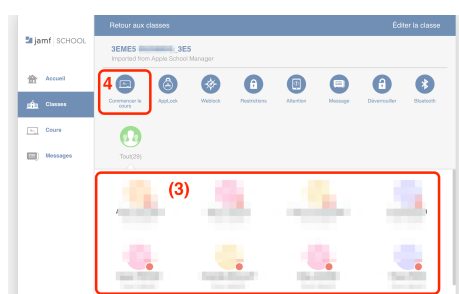 Retour aux classes
Éditer la classe
jamf SCHOOL
3EME5 _3E5
Imported from Apple School Manager
4
Accueil
Commencer le cours
AppLock
Weblock
Restrictions
Attention
Message
Déverrouiller
Bluetooth
Classes
Cours
Tout(29)
Messages
(3)